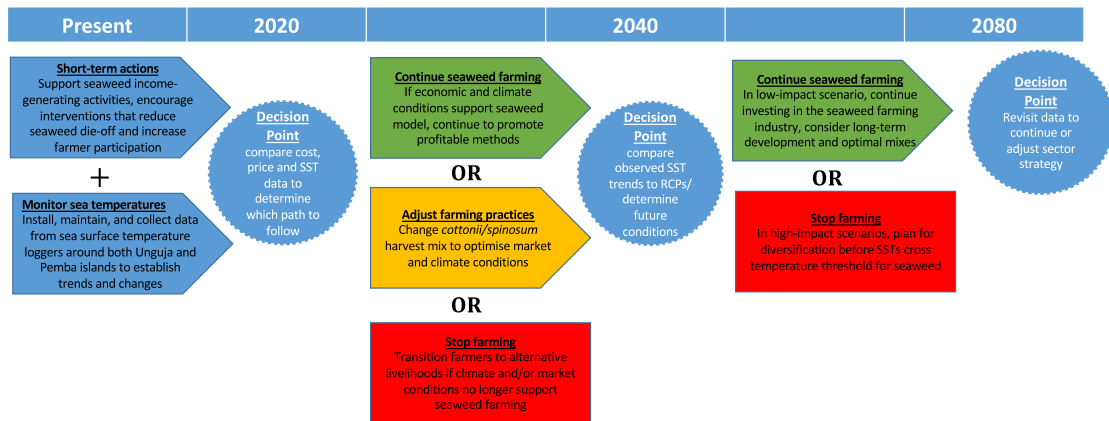 Present
2020
2040
2080
Short-term actions
Support seaweed income-
generating activities, encourage
interventions that reduce
seaweed die-off and increase
farmer participation
+
Monitor sea temperatures
Install, maintain, and collect data
from sea surface temperature
loggers around both Unguja and
Pemba islands to establish
trends and changes
Decision
Point
compare cost,
price and SST
data to
determine
which path to
follow
Continue seaweed farming
If economic and climate
conditions support seaweed
model, continue to promote
profitable methods
OR
Adjust farming practices
Change cottonii/spinosum
harvest mix to optimise market
and climate conditions
OR
Stop farming
Transition farmers to alternative
livelihoods if climate and/or market
conditions no longer support
seaweed farming
Decision
Point
compare
observed SST
trends to RCPs/
determine
future
conditions
Continue seaweed farming
In low-impact scenario, continue
investing in the seaweed farming
industry, consider long-term
development and optimal mixes
OR
Stop farming
In high-impact scenarios, plan for
diversification before SSTs cross
temperature threshold for seaweed
Decision
Point
Revisit data to
continue or
adjust sector
strategy